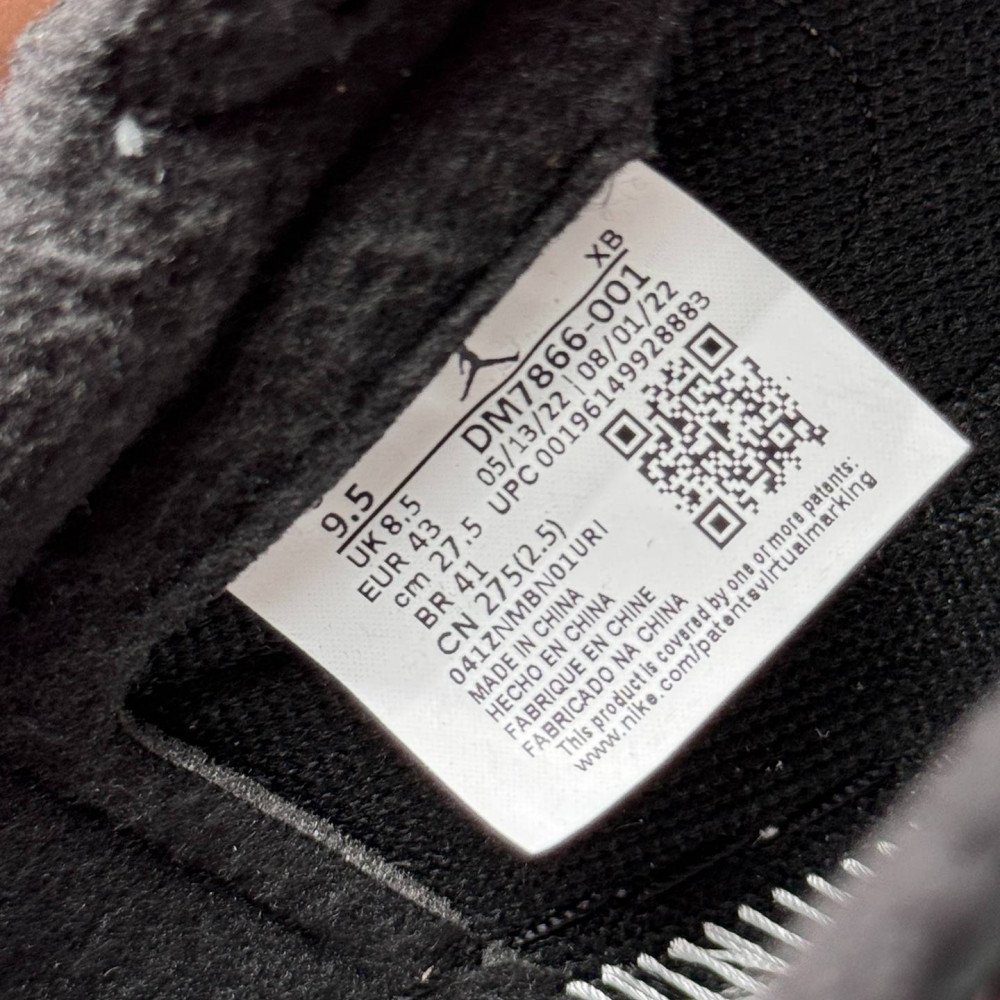 9.5 XB
UK 8.5 DM7866-001
EUR 43 05/13/22 | 08/01/22
cm 27.5 UPC 00196149928883
BR 41
CN 275(2.5)
041ZNMBN01URI
MADE IN CHINA
HECHO EN CHINA
FABRIQUE EN CHINE
FABRICADO NA CHINA
This product is covered by one or more patents:
www.nike.com/patentsvirtualmarking